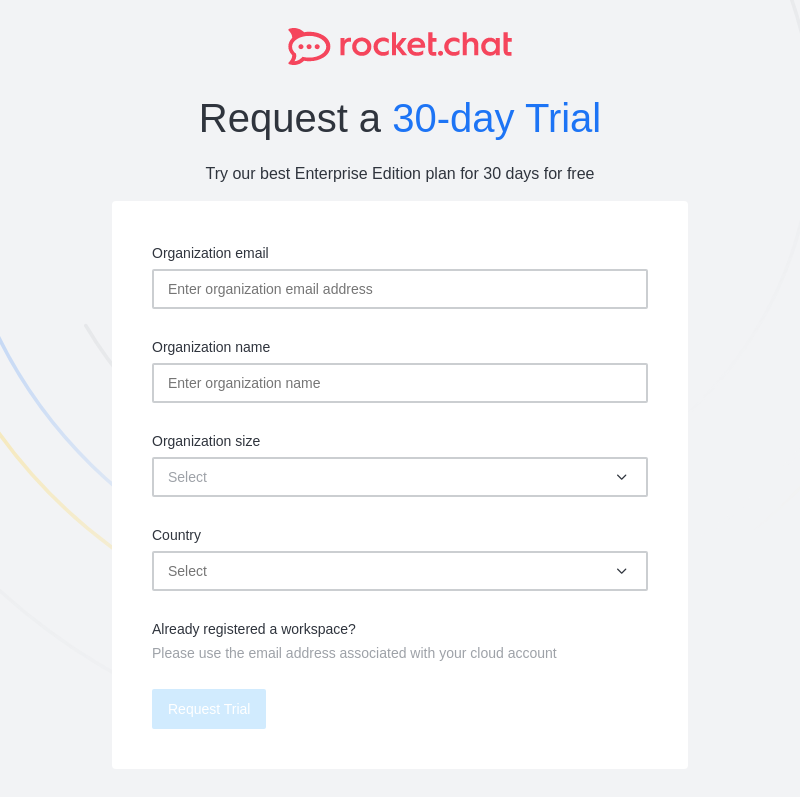 rocket.chat
Request a 30-day Trial
Try our best Enterprise Edition plan for 30 days for free
Organization email
Enter organization email address
Organization name
Enter organization name
Organization size
Select
Country
Select
Already registered a workspace?
Please use the email address associated with your cloud account
Request Trial